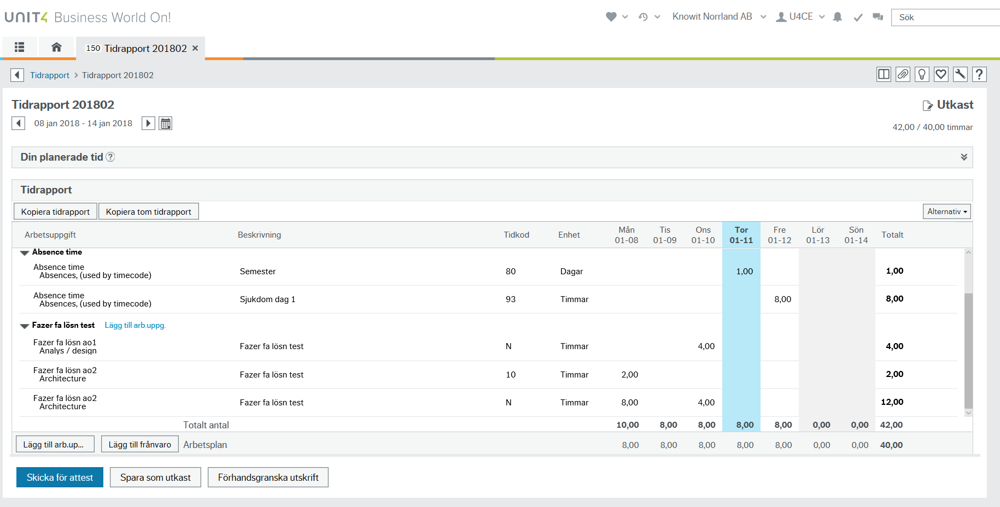 UNIT4 Business World On!
Knowit Norrland AB
U4CE
Sök
150 Tidrapport 201802 ×
Tidrapport > Tidrapport 201802
Tidrapport 201802
Utkast
08 jan 2018 - 14 jan 2018
42,00 / 40,00 timmar
Din planerade tid ?
Tidrapport
Kopiera tidrapport Kopiera tom tidrapport Alternativ
Arbetsuppgift Beskrivning Tidkod Enhet Mån 01-08 Tis 01-09 Ons 01-10 Tor 01-11 Fre 01-12 Lör 01-13 Sön 01-14 Totalt
Absence time
Absence time
Absences, (used by timecode) Semester 80 Dagar 1,00 1,00
Absence time
Absences, (used by timecode) Sjukdom dag 1 93 Timmar 8,00 8,00
Fazer fa lösn test Lägg till arb.uppg.
Fazer fa lösn ao1
Analys / design Fazer fa lösn test N Timmar 4,00 4,00
Fazer fa lösn ao2
Architecture Fazer fa lösn test 10 Timmar 2,00 2,00
Fazer fa lösn ao2
Architecture Fazer fa lösn test N Timmar 8,00 4,00 12,00
Totalt antal 10,00 8,00 8,00 8,00 8,00 0,00 0,00 42,00
Lägg till arb.up... Lägg till frånvaro Arbetsplan 8,00 8,00 8,00 8,00 8,00 0,00 0,00 40,00
Skicka för attest Spara som utkast Förhandsgranska utskrift